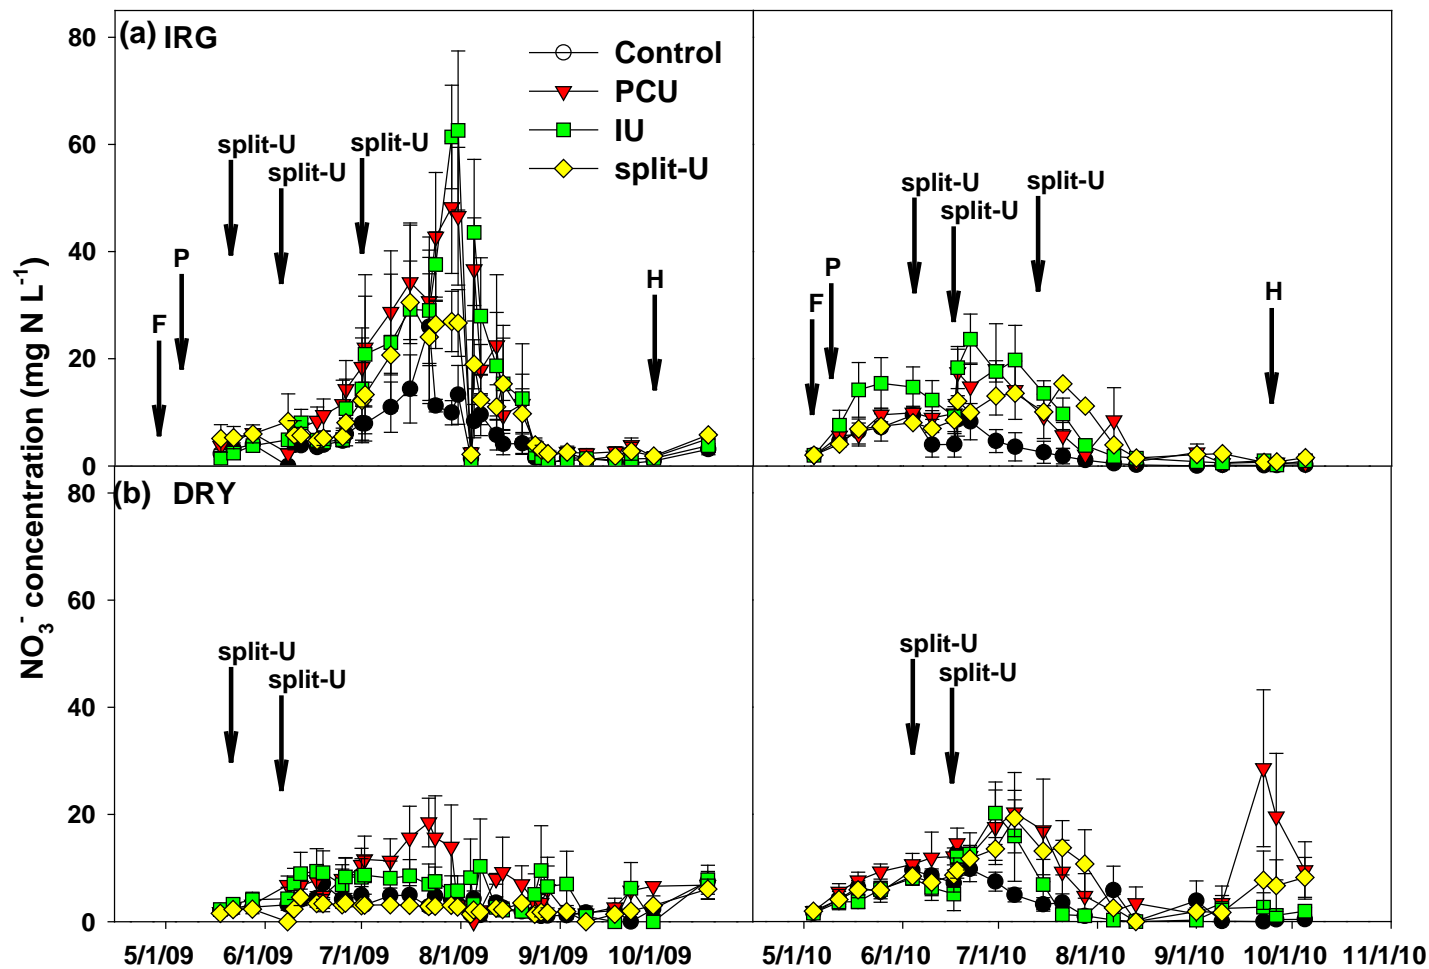 (a) IRG
Control
PCU
IU
split-U
split-U
split-U
split-U
P
F
H
split-U
split-U
split-U
P
F
H
80
60
40
20
0
NO3- concentration (mg N L-1)
(b) DRY
80
60
40
20
0
split-U
split-U
split-U
split-U
5/1/09 6/1/09 7/1/09 8/1/09 9/1/09 10/1/09 5/1/10 6/1/10 7/1/10 8/1/10 9/1/10 10/1/10 11/1/10